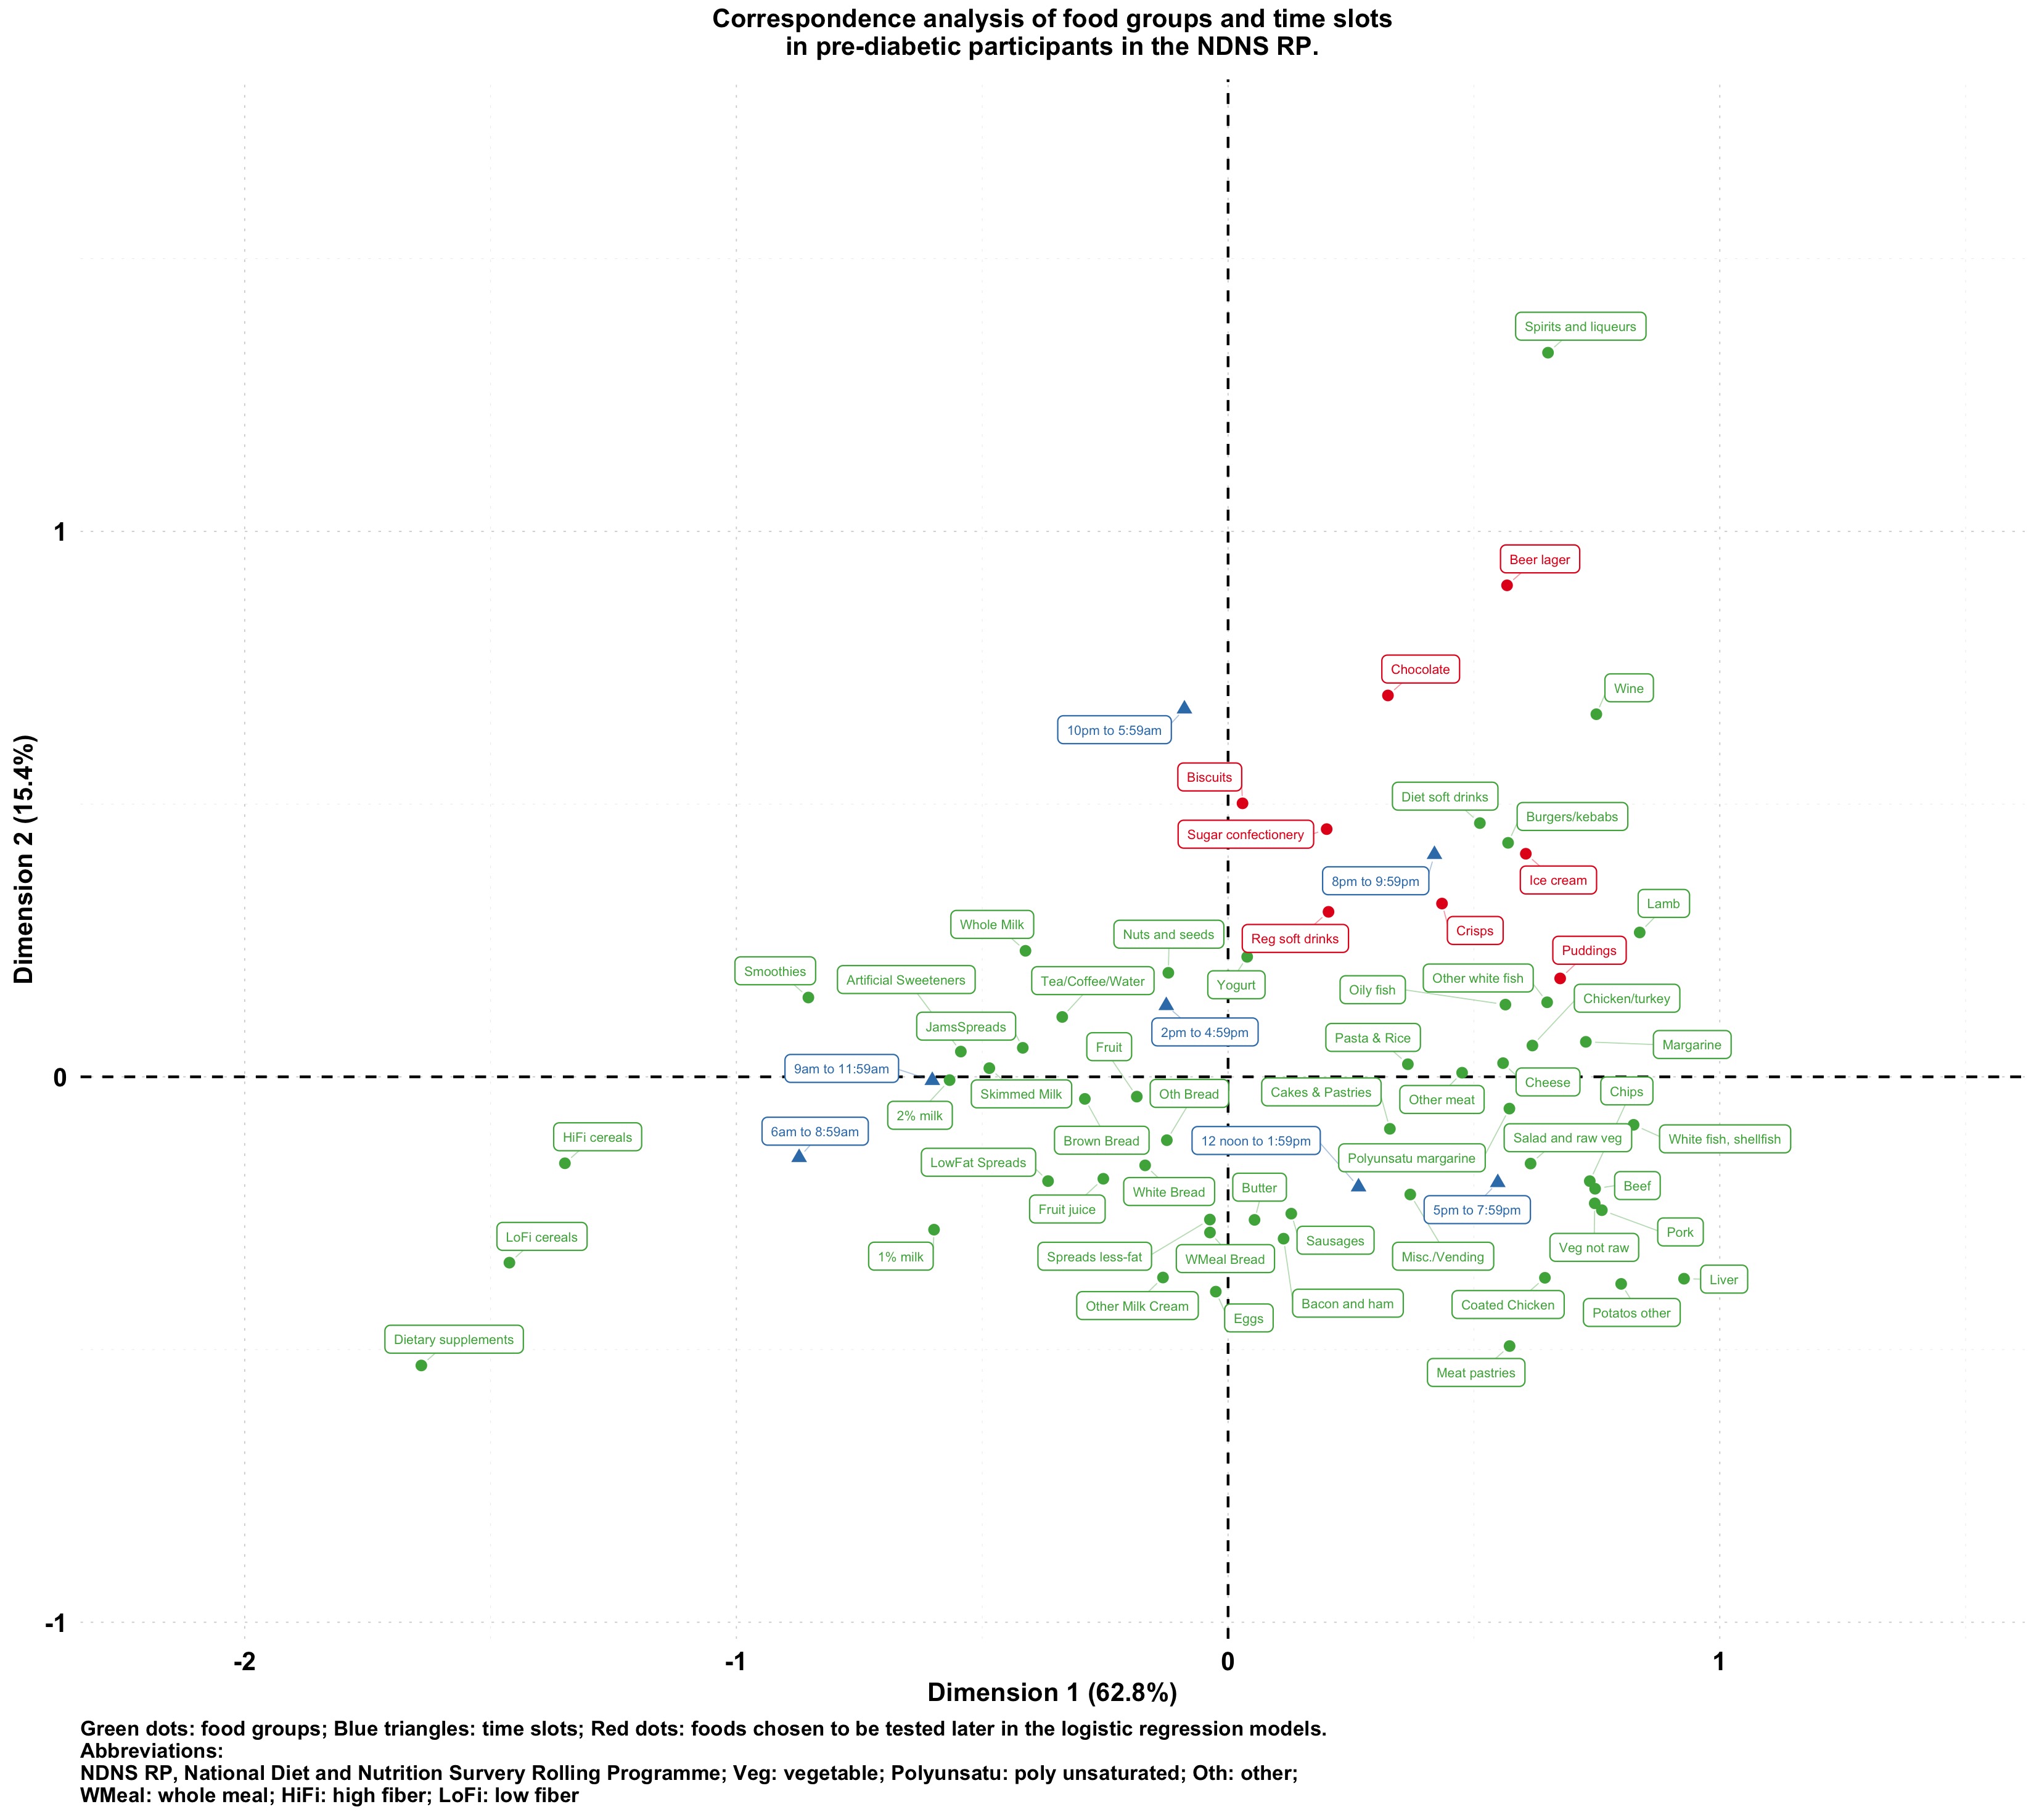 Correspondence analysis of food groups and time slots
in pre-diabetic participants in the NDNS RP.
Spirits and liqueurs
1
Beer lager
Chocolate
Wine
10pm to 5:59am
Biscuits
Diet soft drinks
Burgers/kebabs
Sugar confectionery
8pm to 9:59pm
Ice cream
Lamb
Whole Milk
Nuts and seeds
Reg soft drinks
Crisps
Puddings
Smoothies
Artificial Sweeteners
Tea/Coffee/Water
Yogurt
Oily fish
Other white fish
Chicken/turkey
JamsSpreads
2pm to 4:59pm
Pasta & Rice
Margarine
Fruit
9am to 11:59am
0
Skimmed Milk
Oth Bread
Cakes & Pastries
Other meat
Cheese
Chips
2% milk
6am to 8:59am
HiFi cereals
Brown Bread
12 noon to 1:59pm
Salad and raw veg
White fish, shellfish
LowFat Spreads
Polyunsatu margarine
White Bread
Butter
Beef
Fruit juice
5pm to 7:59pm
LoFi cereals
1% milk
Spreads less-fat
WMeal Bread
Sausages
Misc./Vending
Veg not raw
Pork
Other Milk Cream
Eggs
Bacon and ham
Coated Chicken
Potatos other
Liver
Dietary supplements
Meat pastries
-1
Dimension 2 (15.4%)
-2
-1
0
1
Dimension 1 (62.8%)
Green dots: food groups; Blue triangles: time slots; Red dots: foods chosen to be tested later in the logistic regression models.
Abbreviations:
NDNS RP, National Diet and Nutrition Survery Rolling Programme; Veg: vegetable; Polyunsatu: poly unsaturated; Oth: other;
WMeal: whole meal; HiFi: high fiber; LoFi: low fiber